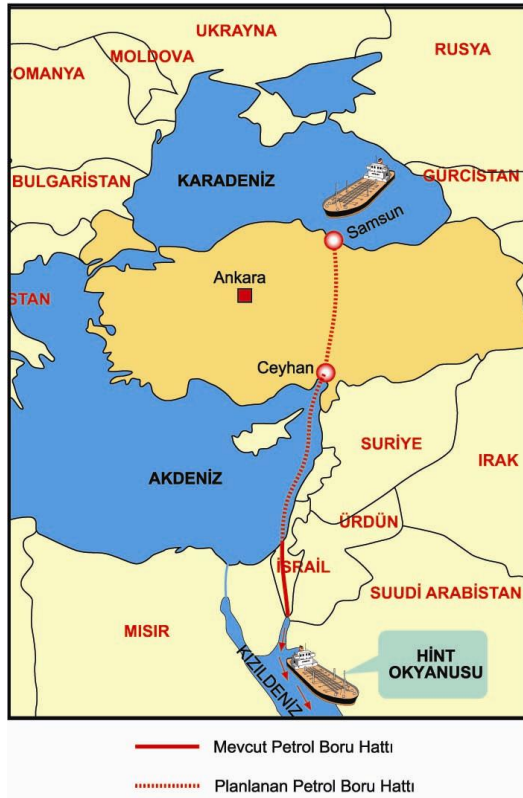 UKRAYNA
RUSYA
MOLDOVA
ROMANYA
BULGARİSTAN
KARADENİZ
GÜRCİSTAN
Samsun
Ankara
STAN
Ceyhan
SURİYE
IRAK
AKDENİZ
ÜRDÜN
İSRAİL
SUUDİ ARABİSTAN
MISIR
KIZILDENİZ
HİNT
OKYANUSU
Mevcut Petrol Boru Hattı
Planlanan Petrol Boru Hattı